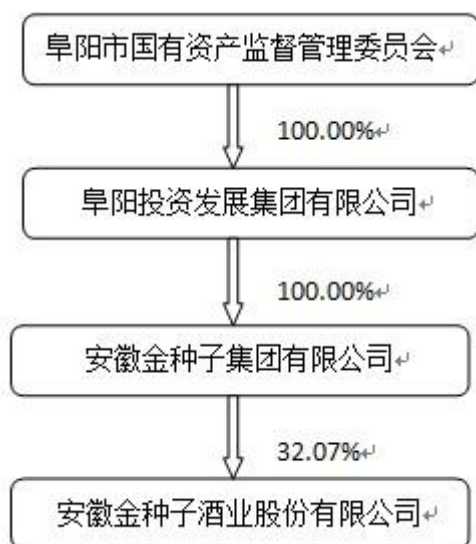 阜阳市国有资产监督管理委员会↵
100.00%↵
阜阳投资发展集团有限公司↵
100.00%↵
安徽金种子集团有限公司↵
32.07%↵
安徽金种子酒业股份有限公司↵